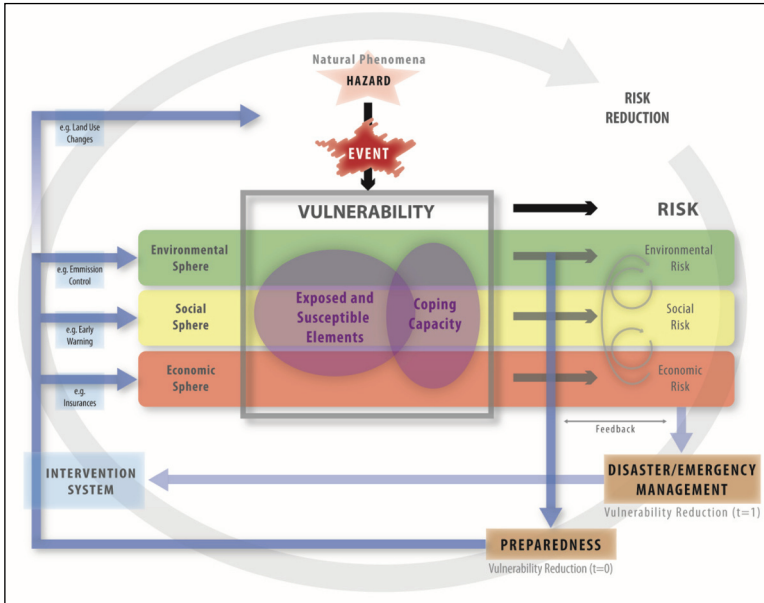 Natural Phenomena
HAZARD
RISK
REDUCTION
e.g. Land Use
Changes
EVENT
VULNERABILITY
RISK
Environmental
Sphere
Environmental
Risk
e.g. Emmission
Control
Exposed and
Susceptible
Elements
Coping
Capacity
Social
Sphere
Social
Risk
e.g. Early
Warning
Economic
Sphere
Economic
Risk
e.g.
Insurances
Feedback
INTERVENTION
SYSTEM
DISASTER/EMERGENCY
MANAGEMENT
Vulnerability Reduction (t=1)
PREPAREDNESS
Vulnerability Reduction (t=0)